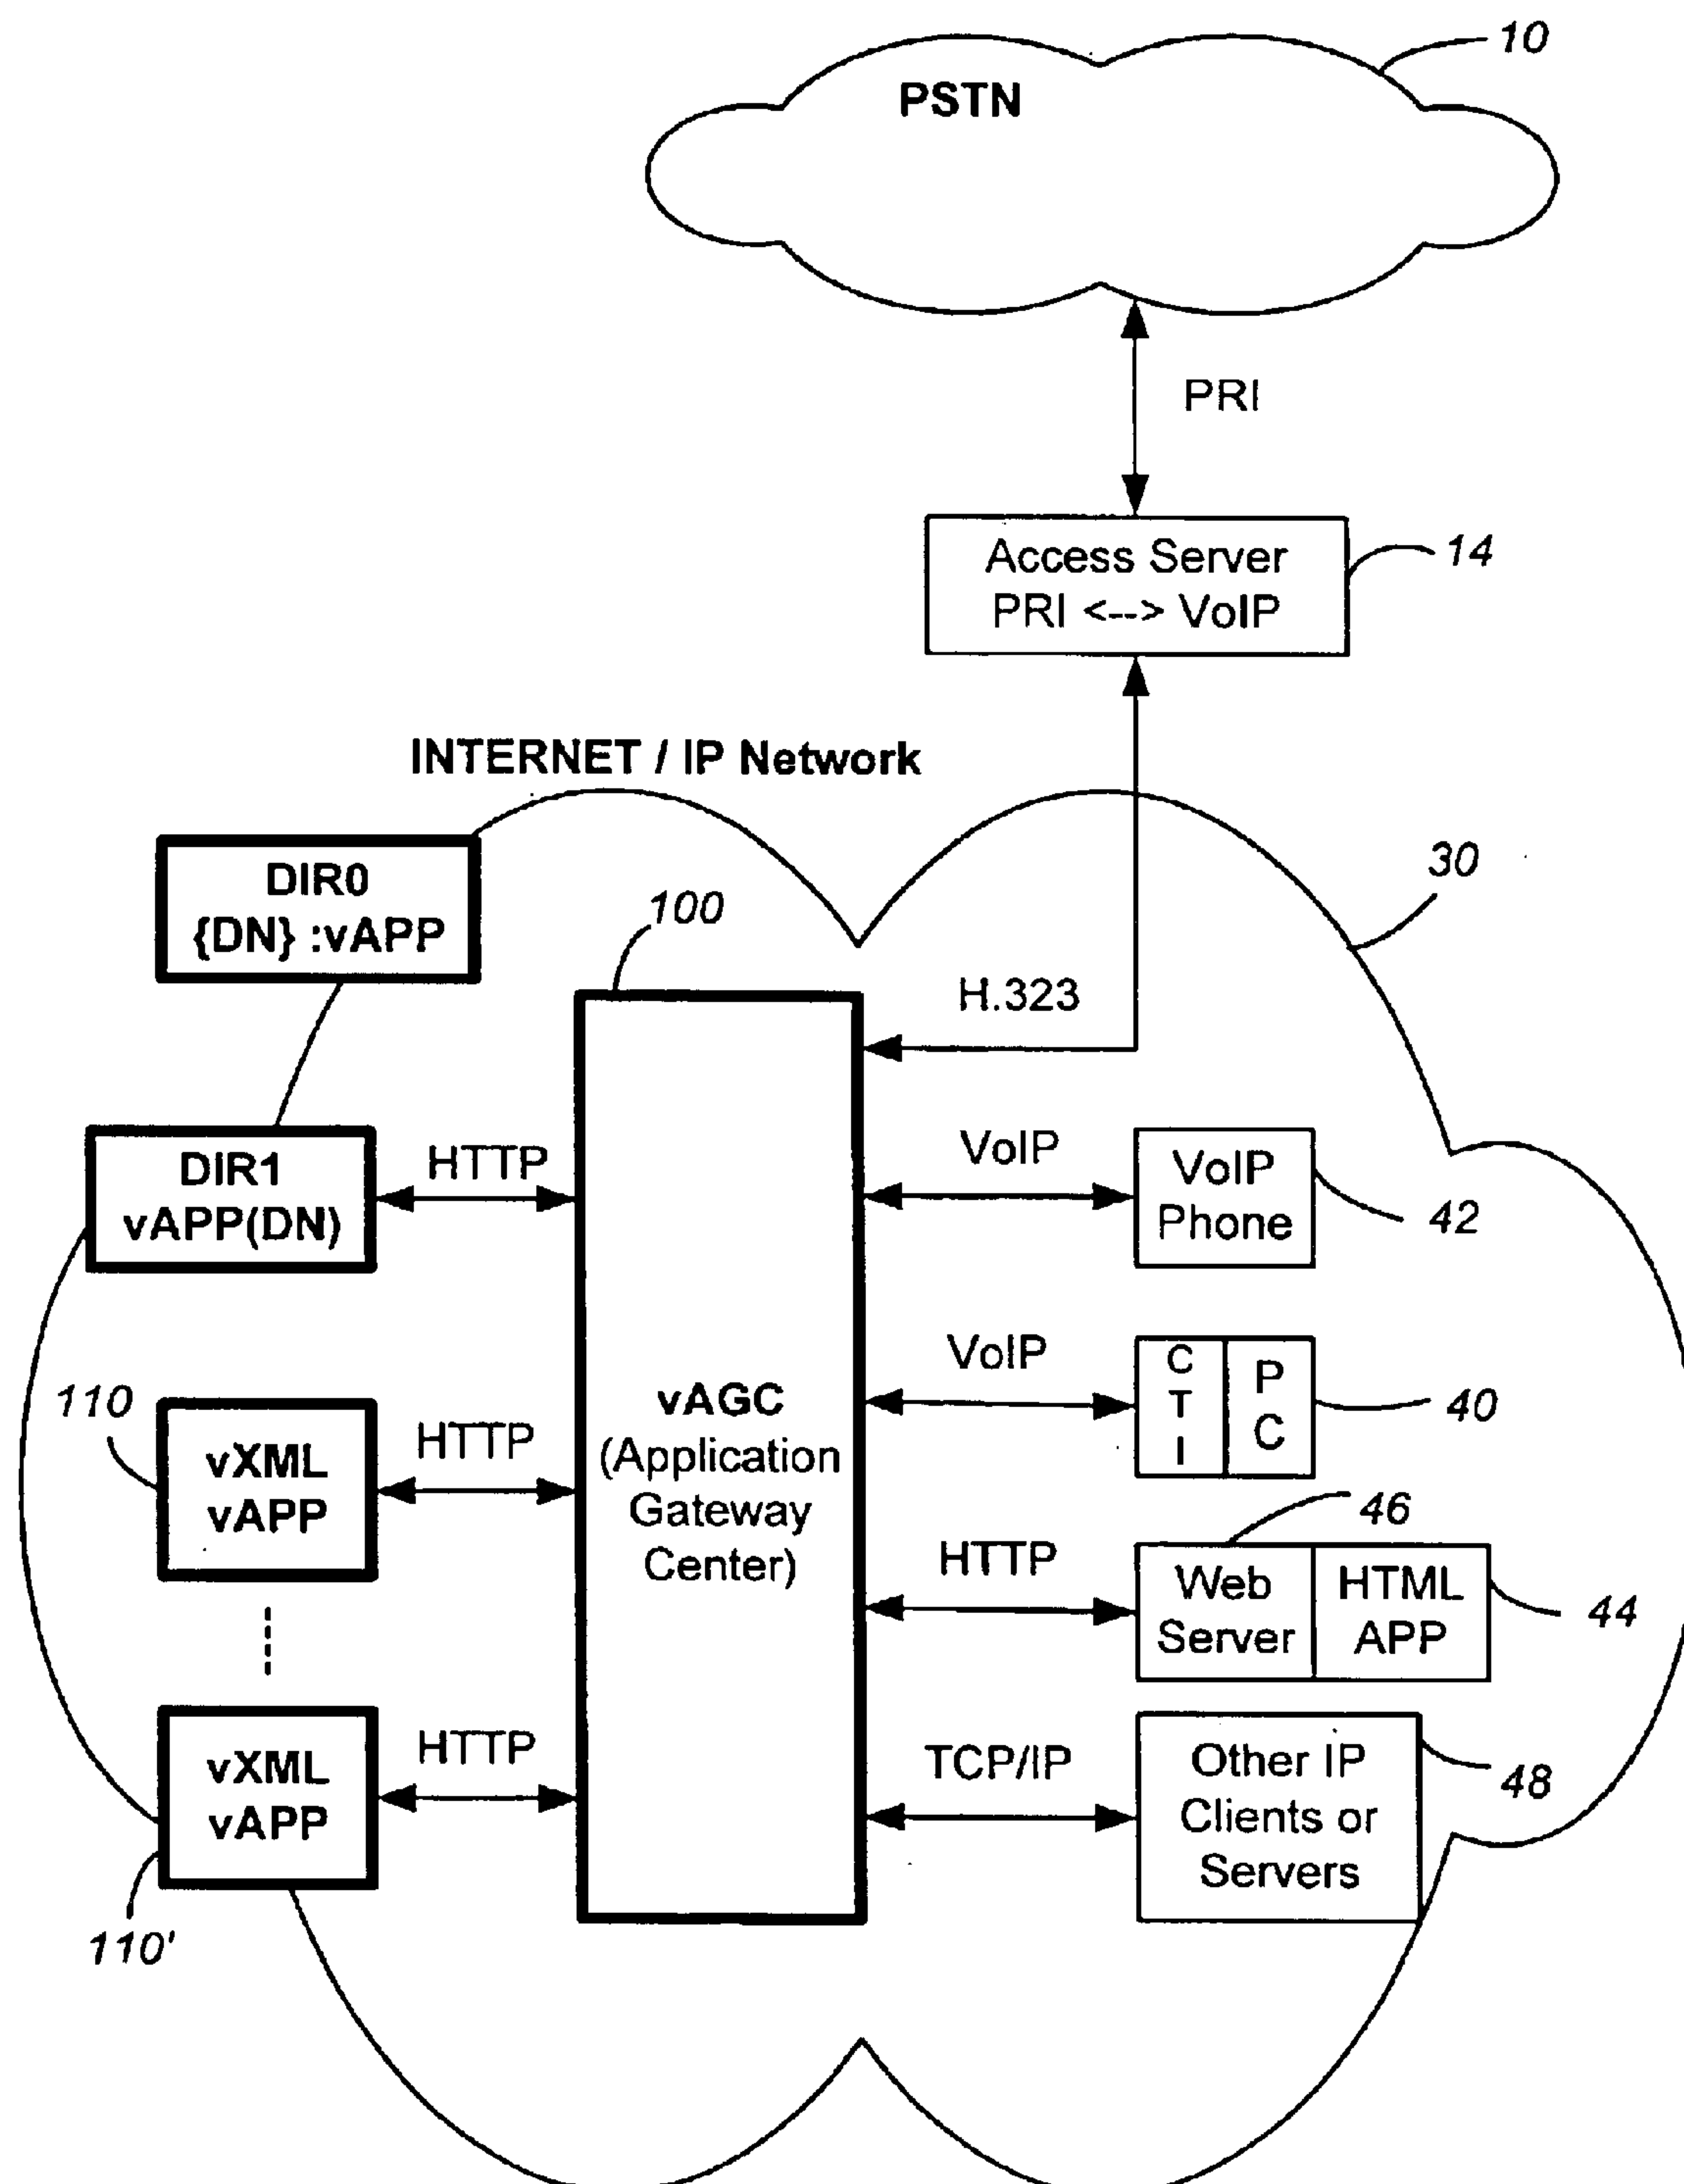 10
PSTN
PRI
Access Server
PRI <--> VoIP
14
INTERNET / IP Network
30
DIR0
{DN} :vAPP
100
H.323
DIR1
vAPP(DN)
HTTP
VoIP
VoIP
Phone
42
VoIP
C
T
I
P
C
40
110
vXML
vAPP
HTTP
vAGC
(Application
Gateway
Center)
46
HTTP
Web
Server
HTML
APP
44
vXML
vAPP
HTTP
110'
TCP/IP
Other IP
Clients or
Servers
48